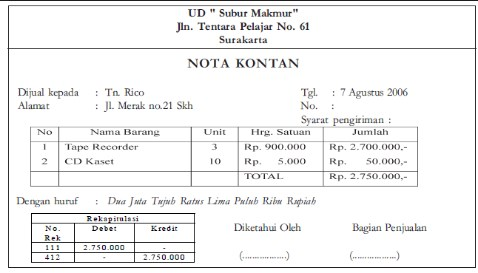 UD " Subur Makmur"
Jln. Tentara Pelajar No. 61
Surakarta
NOTA KONTAN
Dijual kepada : Tn. Rico Tgl. : 7 Agustus 2006
Alamat : Jl. Merak no.21 Skh No. :
Syarat pengiriman :
No Nama Barang Unit Hrg. Satuan Jumlah
1 Tape Recorder 3 Rp. 900.000 Rp. 2.700.000,-
2 CD Kaset 10 Rp. 5.000 Rp. 50.000,-
TOTAL Rp. 2.750.000,-
Dengan huruf : Dua Juta Tujuh Ratus Lima Puluh Ribu Rupiah
Rekapitulasi
No. Rek Debet Kredit Diketahui Oleh Bagian Penjualan
111 2.750.000 -
412 - 2.750.000 (..................) (..................)